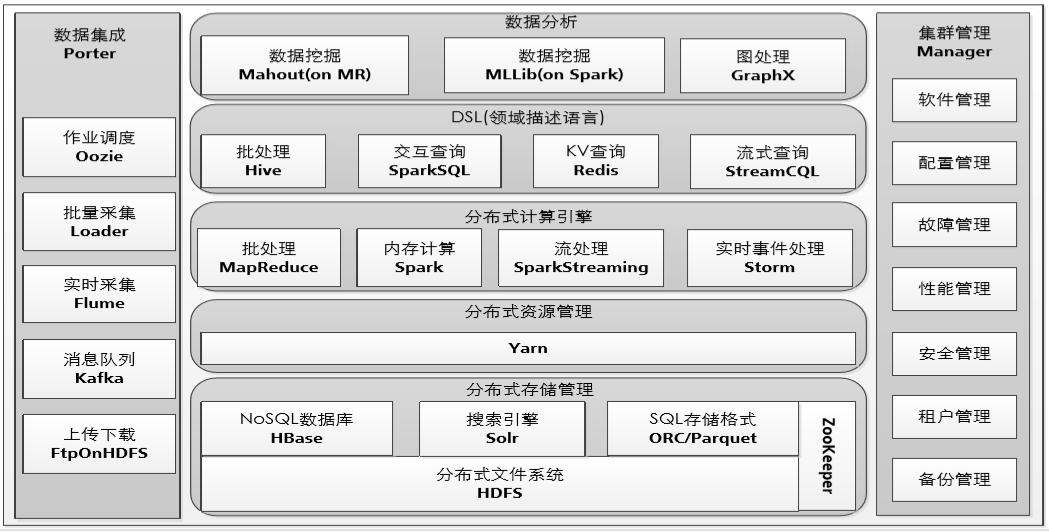 数据集成
Porter
作业调度
Oozie
批量采集
Loader
实时采集
Flume
消息队列
Kafka
上传下载
FtpOnHDFS
数据分析
数据挖掘
Mahout(on MR)
数据挖掘
MLLib(on Spark)
图处理
GraphX
DSL(领域描述语言)
批处理
Hive
交互查询
SparkSQL
KV查询
Redis
流式查询
StreamCQL
分布式计算引擎
批处理
MapReduce
内存计算
Spark
流处理
SparkStreaming
实时事件处理
Storm
分布式资源管理
Yarn
分布式存储管理
NoSQL数据库
HBase
搜索引擎
Solr
SQL存储格式
ORC/Parquet
ZooKeeper
分布式文件系统
HDFS
集群管理
Manager
软件管理
配置管理
故障管理
性能管理
安全管理
租户管理
备份管理